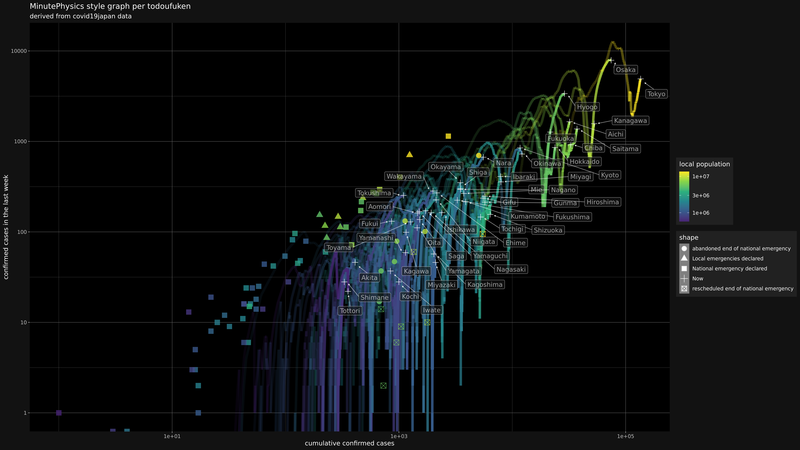 MinutePhysics style graph per todoufuken
derived from covid19japan data
10000
Osaka
Tokyo
Hyogo
Kanagawa
1000
Aichi
Fukuoka
Chiba
Saitama
Okayama
Nara
Okinawa
Hokkaido
Wakayama
Shiga
Ibaraki
Miyagi
Kyoto
Tokushima
Mie
Nagano
Aomori
Gifu
Gunma
Hiroshima
Fukui
Kumamoto
Fukushima
Ishikawa
Tochigi
Shizuoka
100
Yamanashi
Toyama
Oita
Niigata
Ehime
Saga
Yamaguchi
Akita
Kagawa
Yamagata
Nagasaki
Miyazaki
Kagoshima
Shimane
Kochi
Tottori
Iwate
10
1
1e+01
1e+03
1e+05
cumulative confirmed cases
confirmed cases in the last week
local population
1e+07
3e+06
1e+06
shape
abandoned end of national emergency
Local emergencies declared
National emergency declared
Now
rescheduled end of national emergency